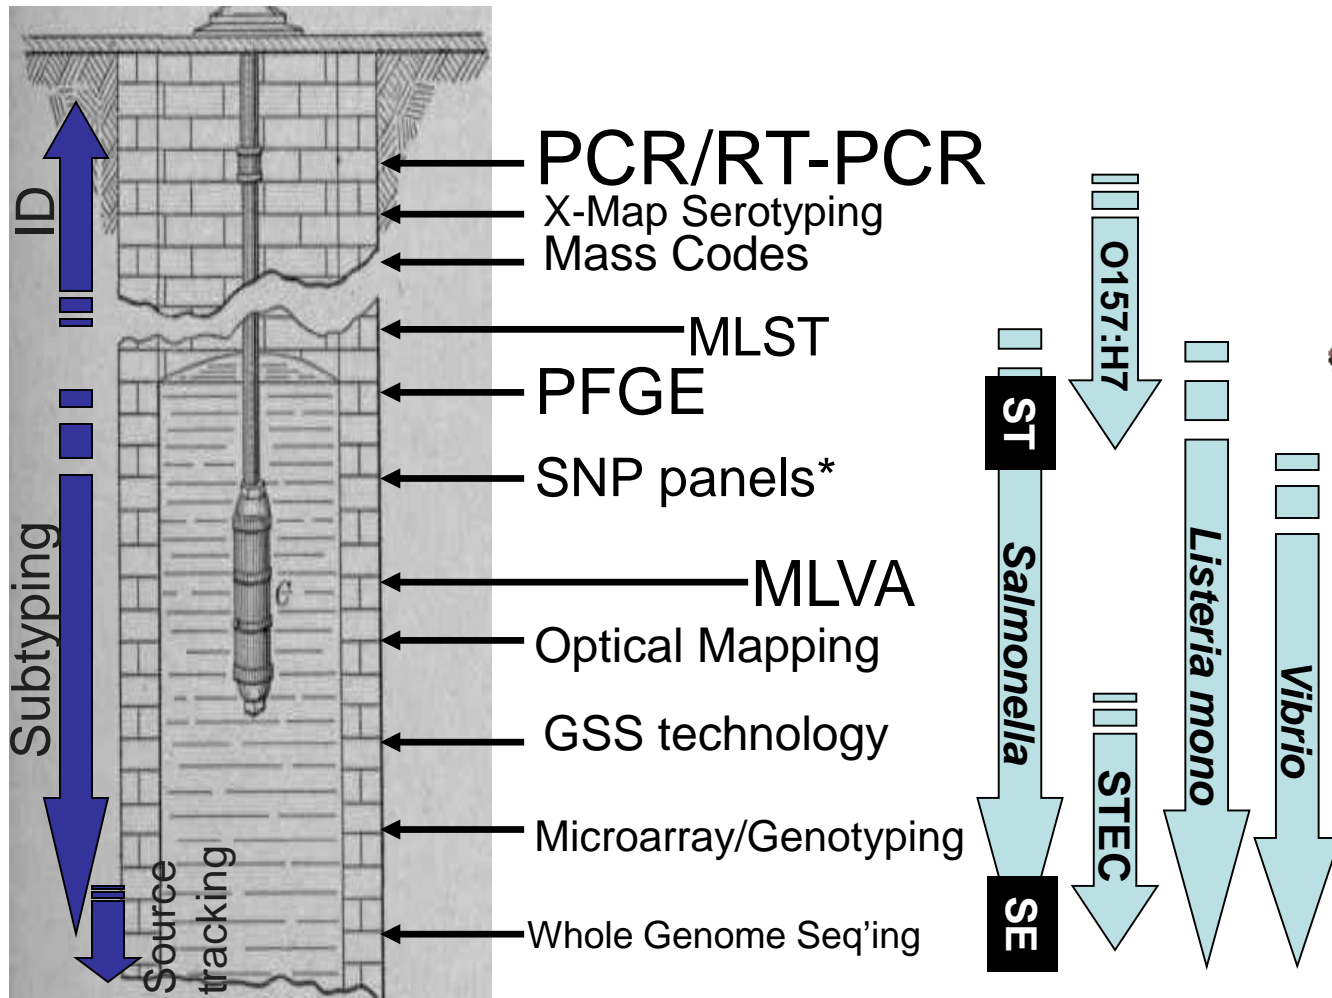 ID
Subtyping
Source
tracking
C
PCR/RT-PCR
X-Map Serotyping
Mass Codes
MLST
PFGE
SNP panels*
MLVA
Optical Mapping
GSS technology
Microarray/Genotyping
Whole Genome Seq'ing
ST
Salmonella
SE
O157:H7
STEC
Listeria mono
Vibrio